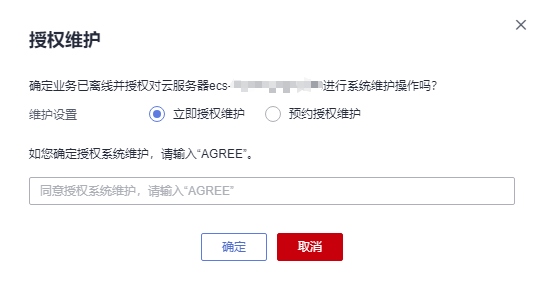 授权维护
确定业务已离线并授权对云服务器ecs-进行系统维护操作吗？
维护设置 立即授权维护 预约授权维护
如您确定授权系统维护，请输入“AGREE”。
同意授权系统维护，请输入“AGREE”
确定 取消